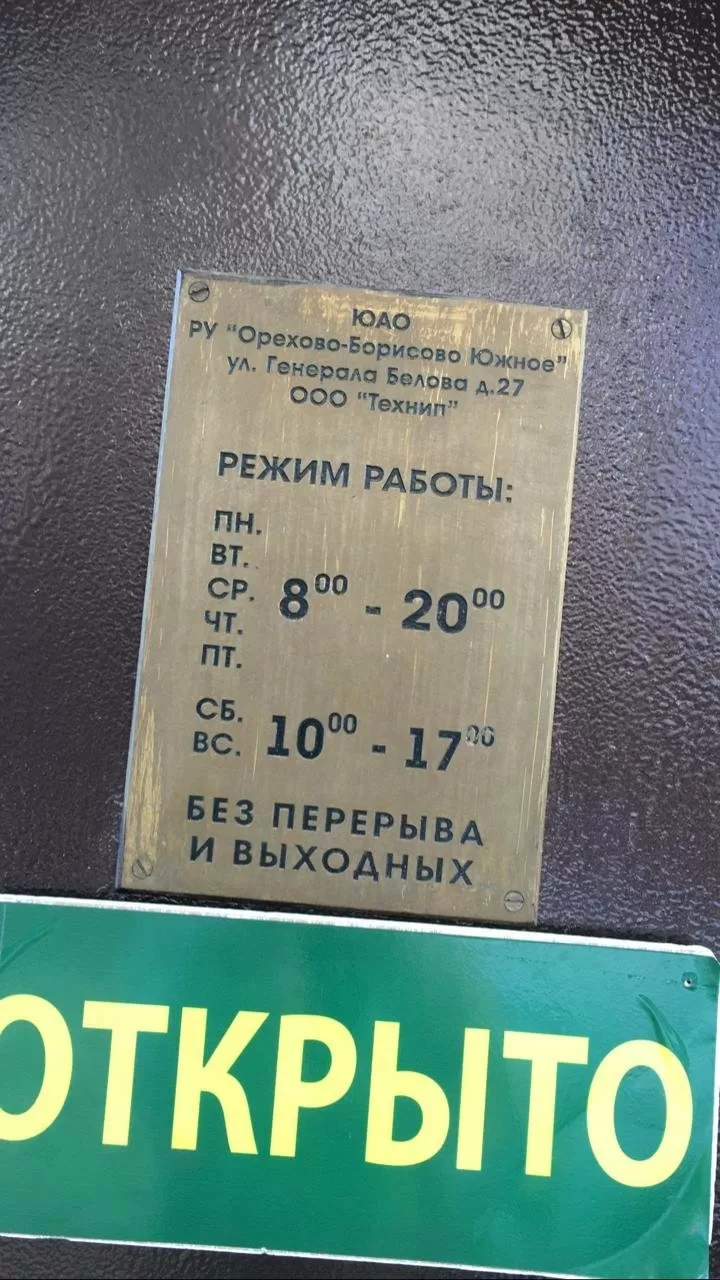 ЮАО
РУ "Орехово-Борисово Южное"
ул. Генерала Белова д.27
ООО "Технип"
РЕЖИМ РАБОТЫ:
ПН.
ВТ.
СР. 8⁰⁰ - 20⁰⁰
ЧТ.
ПТ.
СБ.
ВС. 10⁰⁰ - 17⁰⁰
БЕЗ ПЕРЕРЫВА
И ВЫХОДНЫХ
ОТКРЫТО